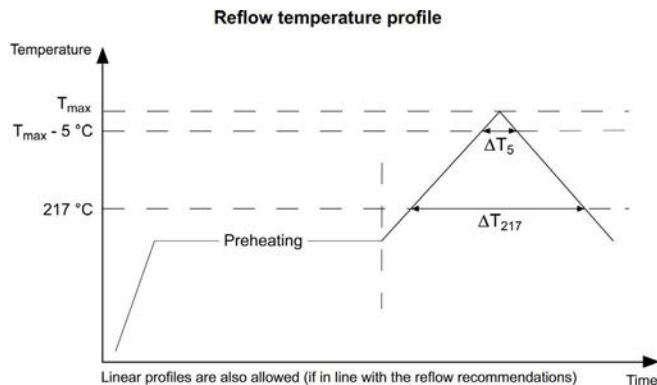 Reflow temperature profile
Temperature
Tmax
Tmax - 5 °C
ΔT5
217 °C
ΔT217
Preheating
Time
Linear profiles are also allowed (if in line with the reflow recommendations)